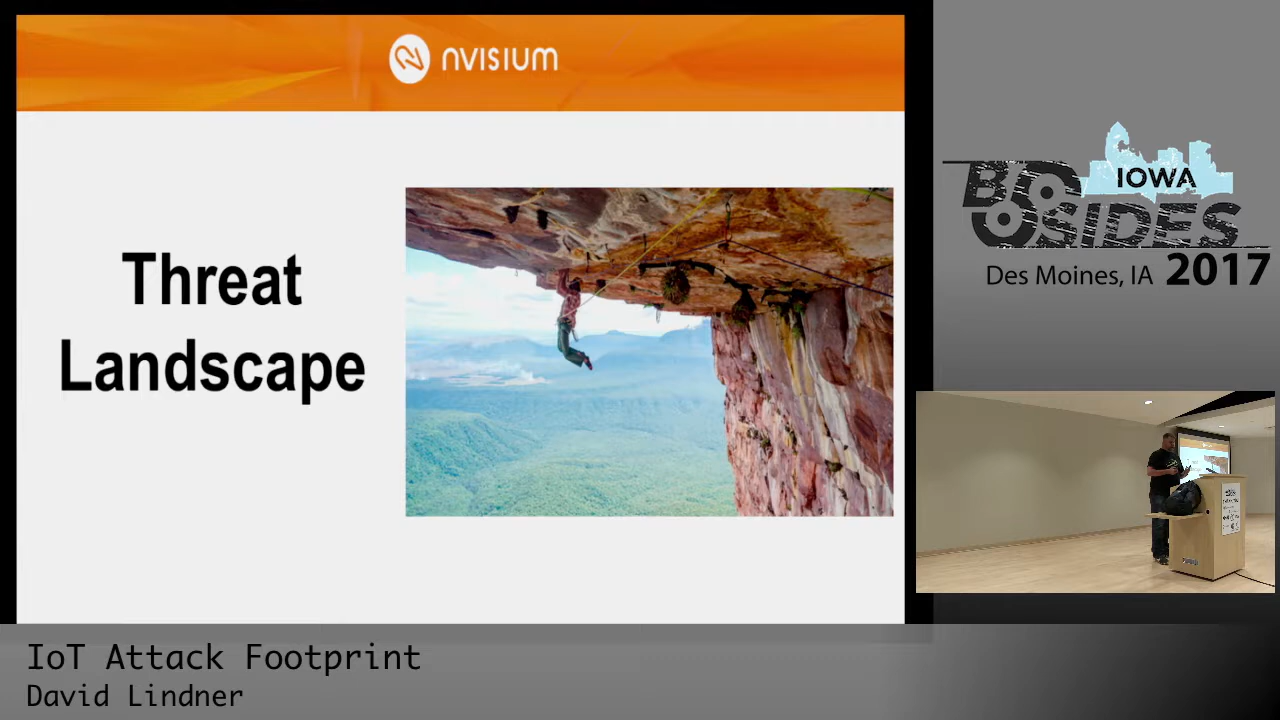 nVISIUM
Threat
Landscape
IOWA
BSIDES
Des Moines, IA 2017
IoT Attack Footprint
David Lindner